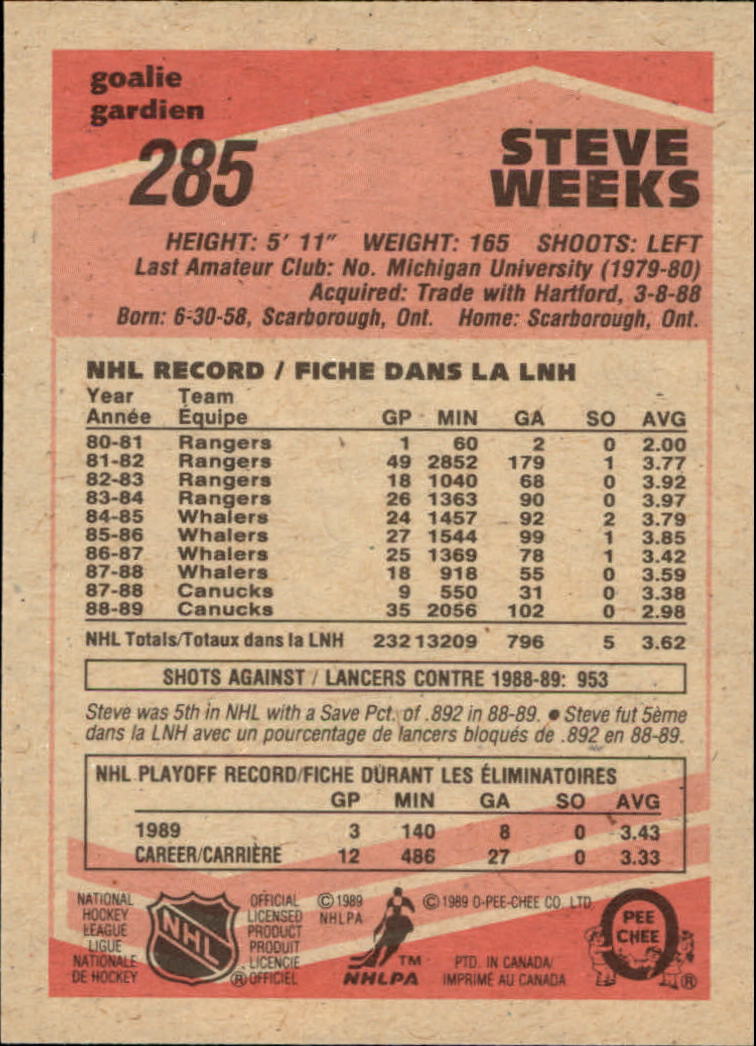 goalie
gardien
285
STEVE
WEEKS
HEIGHT: 5' 11" WEIGHT: 165 SHOOTS: LEFT
Last Amateur Club: No. Michigan University (1979-80)
Acquired: Trade with Hartford, 3-8-88
Born: 6-30-58, Scarborough, Ont. Home: Scarborough, Ont.
NHL RECORD / FICHE DANS LA LNH
Year Team
Année Équipe GP MIN GA SO AVG
80-81 Rangers 1 60 2 0 2.00
81-82 Rangers 49 2852 179 1 3.77
82-83 Rangers 18 1040 68 0 3.92
83-84 Rangers 26 1363 90 0 3.97
84-85 Whalers 24 1457 92 2 3.79
85-86 Whalers 27 1544 99 1 3.85
86-87 Whalers 25 1369 78 1 3.42
87-88 Whalers 18 918 55 0 3.59
87-88 Canucks 9 550 31 0 3.38
88-89 Canucks 35 2056 102 0 2.98
NHL Totals/Totaux dans la LNH 232 13209 796 5 3.62
SHOTS AGAINST / LANCERS CONTRE 1988-89: 953
Steve was 5th in NHL with a Save Pct. of .892 in 88-89. ● Steve fut 5ème
dans la LNH avec un pourcentage de lancers bloqués de .892 en 88-89.
NHL PLAYOFF RECORD/FICHE DURANT LES ÉLIMINATOIRES
GP MIN GA SO AVG
1989 3 140 8 0 3.43
CAREER/CARRIÈRE 12 486 27 0 3.33
NATIONAL
HOCKEY
LEAGUE
LIGUE
NATIONALE
DE HOCKEY
NHL
®
OFFICIAL
LICENSED
PRODUCT
PRODUIT
LICENCIE
OFFICIEL
© 1989
NHLPA
TM
NHLPA
© 1989 O-PEE-CHEE CO. LTD.
PTD. IN CANADA/
IMPRIMÉ AU CANADA
O
PEE
CHEE
®